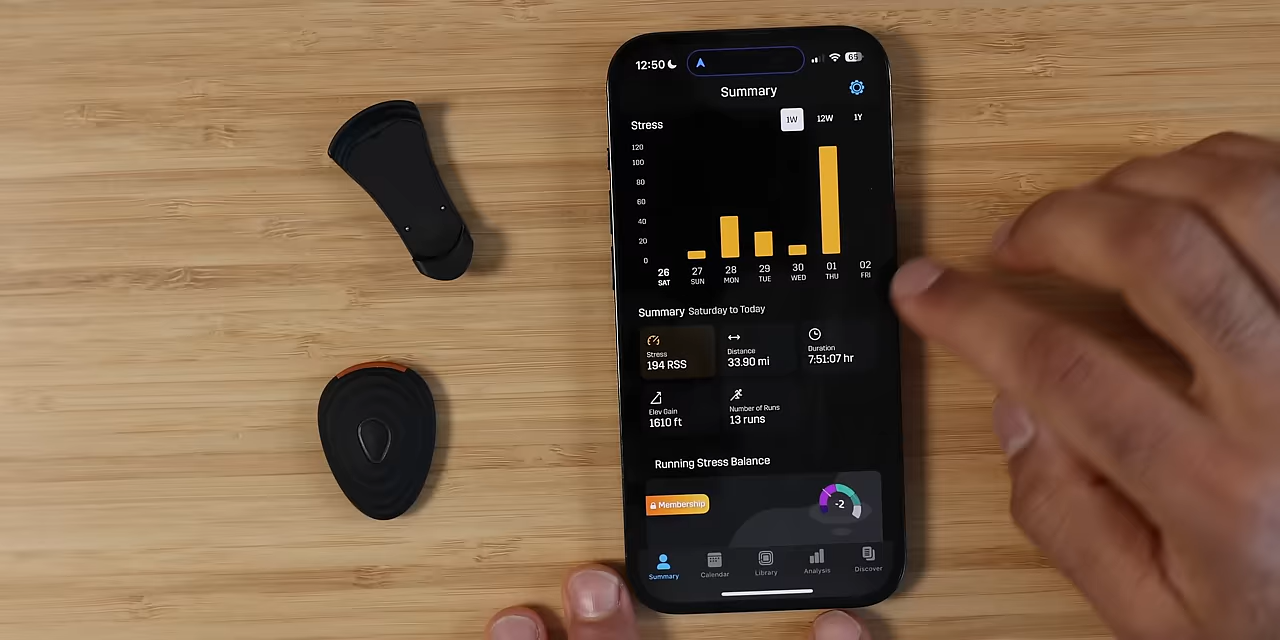 12:50
65
Summary
Stress
1W 12W 1Y
120
100
80
60
40
20
0
26 27 28 29 30 01 02
SAT SUN MON TUE WED THU FRI
Summary Saturday to Today
Stress Distance Duration
194 RSS 33.90 mi 7:51:07 hr
Elev Gain Number of Runs
1610 ft 13 runs
Running Stress Balance
Membership -2
Summary Calendar Library Analysis Discover